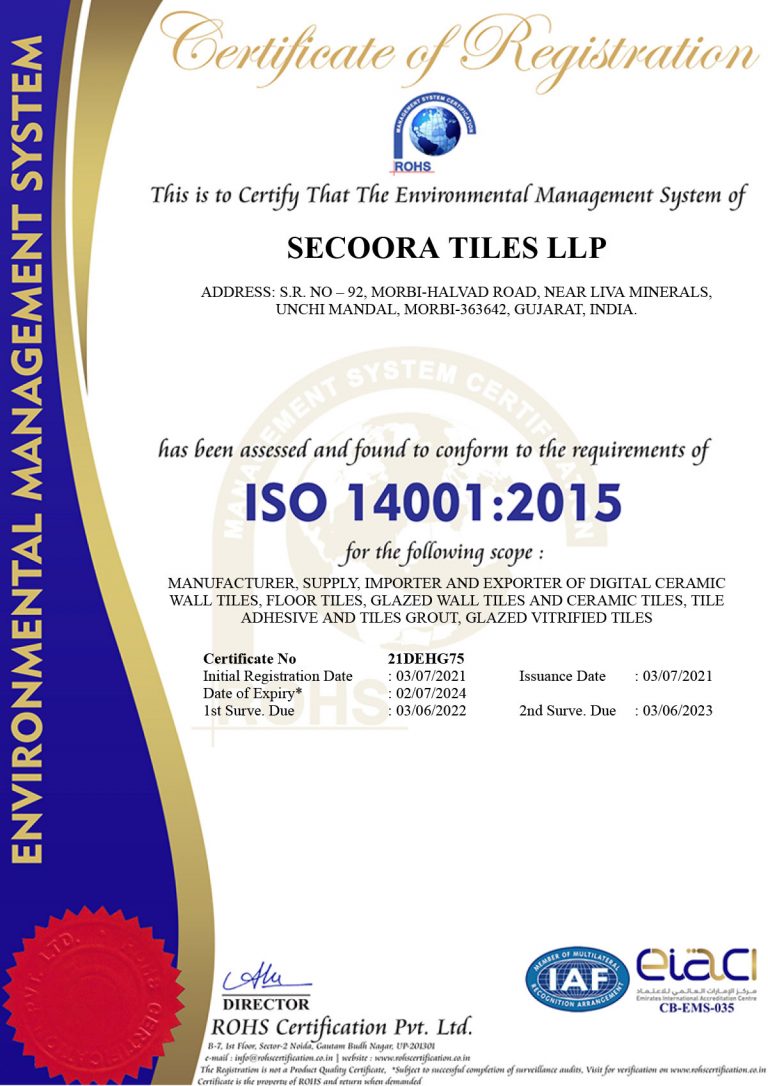 Certificate of Registration
MANAGEMENT SYSTEM CERTIFICATION
ROHS
This is to Certify That The Environmental Management System of
SECOORA TILES LLP
ADDRESS: S.R. NO – 92, MORBI-HALVAD ROAD, NEAR LIVA MINERALS,
UNCHI MANDAL, MORBI-363642, GUJARAT, INDIA.
MANAGEMENT SYSTEM CERTIFICATION
has been assessed and found to conform to the requirements of
ISO 14001:2015
for the following scope :
MANUFACTURER, SUPPLY, IMPORTER AND EXPORTER OF DIGITAL CERAMIC
WALL TILES, FLOOR TILES, GLAZED WALL TILES AND CERAMIC TILES, TILE
ADHESIVE AND TILES GROUT, GLAZED VITRIFIED TILES
Certificate No 21DEHG75
Initial Registration Date : 03/07/2021 Issuance Date : 03/07/2021
Date of Expiry* : 02/07/2024
1st Surve. Due : 03/06/2022 2nd Surve. Due : 03/06/2023
ROHS
ENVIRONMENTAL MANAGEMENT SYSTEM
DIRECTOR
ROHS Certification Pvt. Ltd.
B-7, 1st Floor, Sector-2 Noida, Gautam Budh Nagar, UP-201301
e-mail : info@rohscertification.co.in | website : www.rohscertification.co.in
The Registration is not a Product Quality Certificate, *Subject to succesful completion of surveillance audits, Visit for verification on www.rohscertification.co.in
Certificate is the property of ROHS and return when demanded
MEMBER OF MULTILATERAL
IAF
RECOGNITION ARRANGEMENT
eiaci
مركز الإمارات العالمي للاعتماد
Emirates International Accreditation Centre
CB-EMS-035